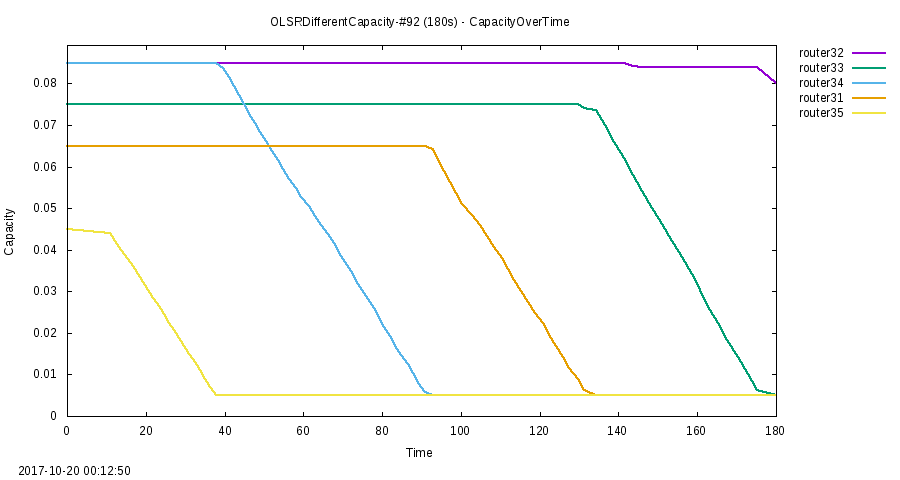 OLSRDifferentCapacity-#92 (180s) - CapacityOverTime
router32
router33
router34
router31
router35
Capacity
0.08
0.07
0.06
0.05
0.04
0.03
0.02
0.01
0
0 20 40 60 80 100 120 140 160 180
Time
2017-10-20 00:12:50